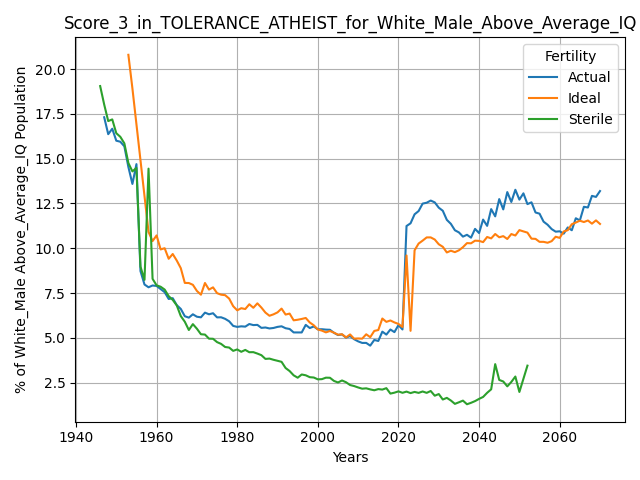 Score_3_in_TOLERANCE_ATHEIST_for_White_Male_Above_Average_IQ
% of White_Male Above_Average_IQ Population
20.0
17.5
15.0
12.5
10.0
7.5
5.0
2.5
Fertility
Actual
Ideal
Sterile
1940 1960 1980 2000 2020 2040 2060
Years